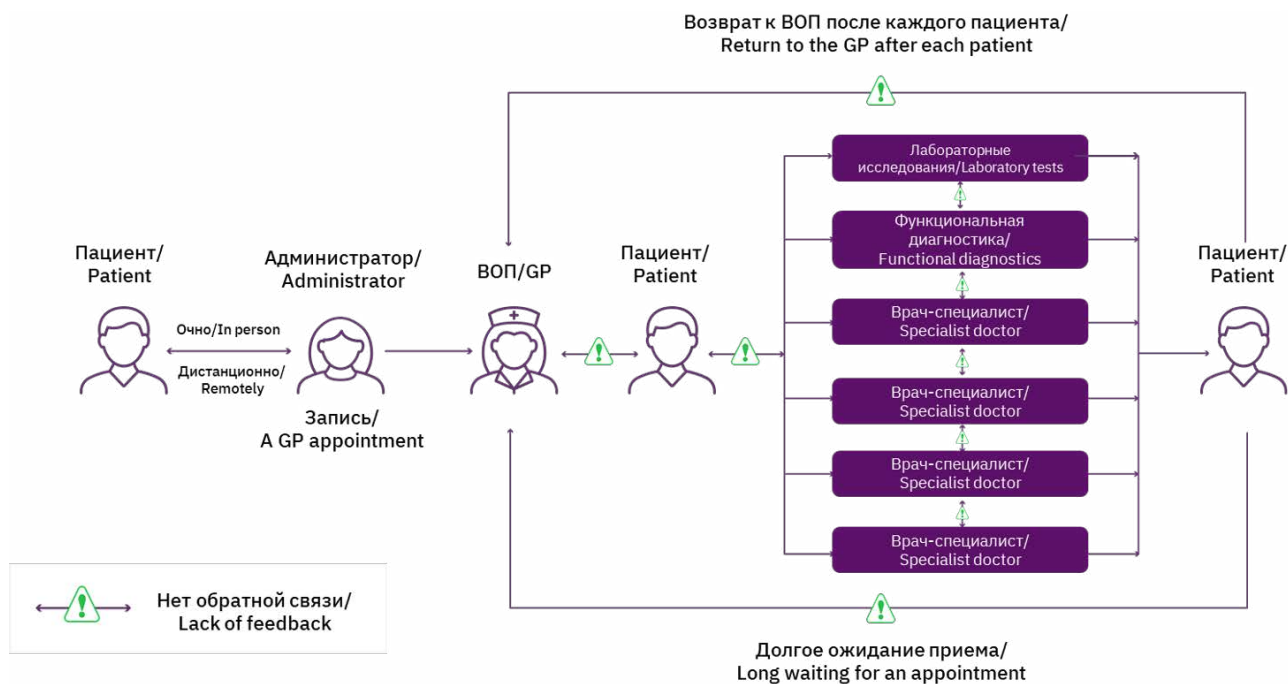 Возврат к ВОП после каждого пациента/
Return to the GP after each patient
Лабораторные
исследования/Laboratory tests
Функциональная
диагностика/
Functional diagnostics
Пациент/
Patient
Администратор/
Administrator
ВОП/GP
Пациент/
Patient
Пациент/
Patient
Очно/In person
Дистанционно/
Remotely
Запись/
A GP appointment
Врач-специалист/
Specialist doctor
Врач-специалист/
Specialist doctor
Врач-специалист/
Specialist doctor
Врач-специалист/
Specialist doctor
Нет обратной связи/
Lack of feedback
Долгое ожидание приема/
Long waiting for an appointment